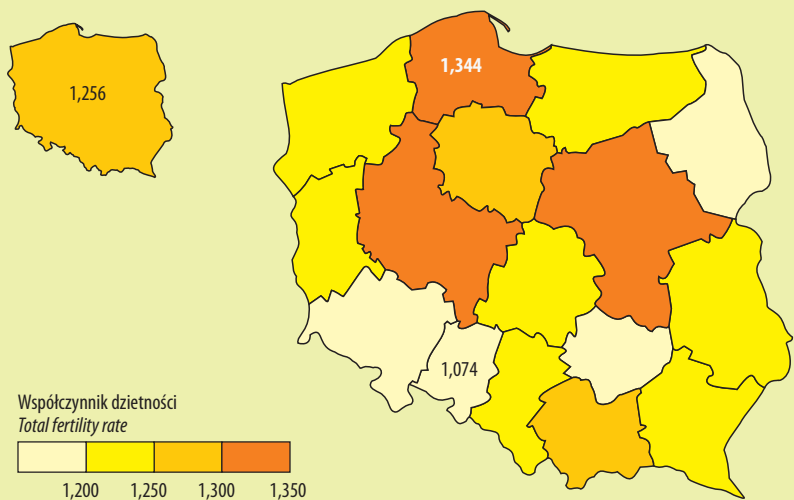 1,344
1,256
1,074
Współczynnik dzietności
Total fertility rate
1,200 1,250 1,300 1,350